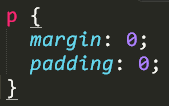 p {
  margin: 0;
  padding: 0;
}